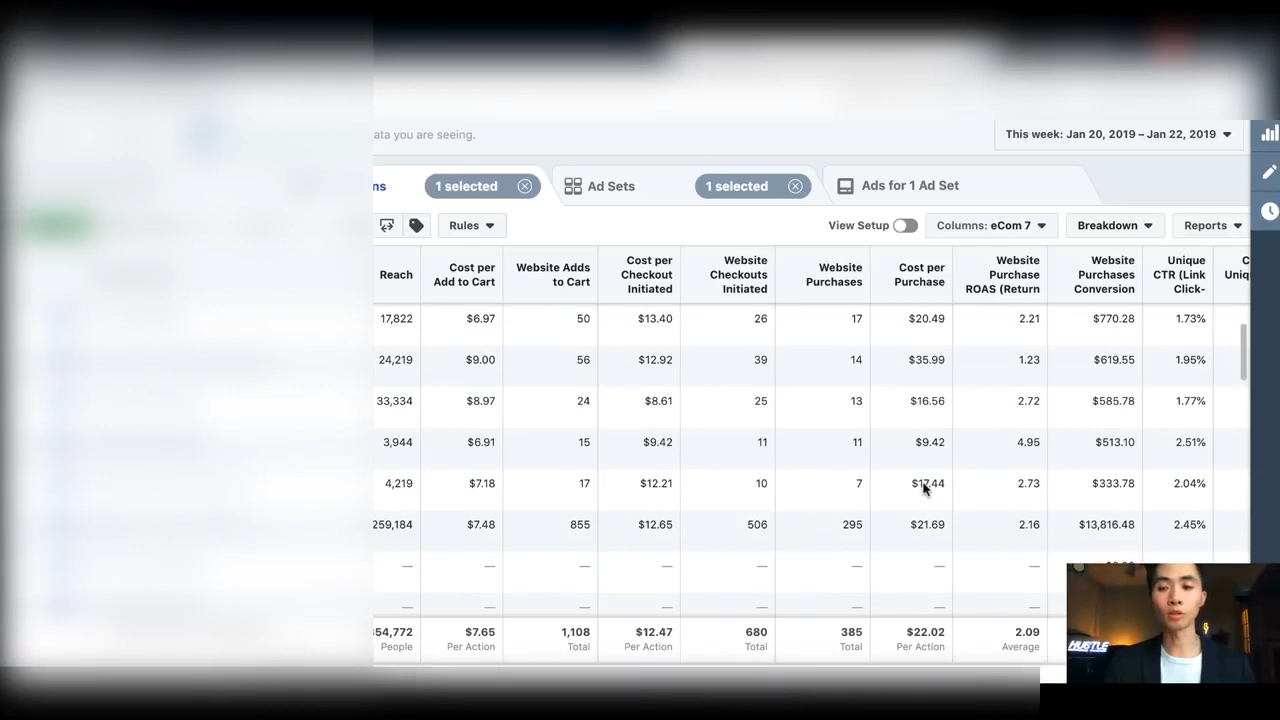 ata you are seeing.
This week: Jan 20, 2019 – Jan 22, 2019
ns
1 selected
Ad Sets
1 selected
Ads for 1 Ad Set
Rules
View Setup
Columns: eCom 7
Breakdown
Reports
Reach
Cost per Add to Cart
Website Adds to Cart
Cost per Checkout Initiated
Website Checkouts Initiated
Website Purchases
Cost per Purchase
Website Purchase ROAS (Return
Website Purchases Conversion
Unique CTR (Link Click-
C
Uniq
17,822 $6.97 50 $13.40 26 17 $20.49 2.21 $770.28 1.73%
24,219 $9.00 56 $12.92 39 14 $35.99 1.23 $619.55 1.95%
33,334 $8.97 24 $8.61 25 13 $16.56 2.72 $585.78 1.77%
3,944 $6.91 15 $9.42 11 11 $9.42 4.95 $513.10 2.51%
4,219 $7.18 17 $12.21 10 7 $17.44 2.73 $333.78 2.04%
259,184 $7.48 855 $12.65 506 295 $21.69 2.16 $13,816.48 2.45%
— — — — — — — —
— — — — — — — —
354,772 $7.65 1,108 $12.47 680 385 $22.02 2.09
People Per Action Total Per Action Total Total Per Action Average
HUSTLE